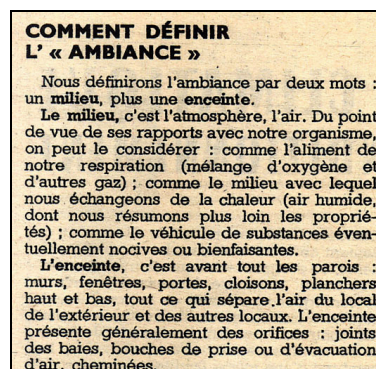 COMMENT DÉFINIR
L' « AMBIANCE »
Nous définirons l'ambiance par deux mots :
un milieu, plus une enceinte.
Le milieu, c'est l'atmosphère, l'air. Du point
de vue de ses rapports avec notre organisme,
on peut le considérer : comme l'aliment de
notre respiration (mélange d'oxygène et
d'autres gaz) ; comme le milieu avec lequel
nous échangeons de la chaleur (air humide,
dont nous résumons plus loin les proprié-
tés) ; comme le véhicule de substances éven-
tuellement nocives ou bienfaisantes.
L'enceinte, c'est avant tout les parois :
murs, fenêtres, portes, cloisons, planchers
haut et bas, tout ce qui sépare l'air du local
de l'extérieur et des autres locaux. L'enceinte
présente généralement des orifices : joints
des baies, bouches de prise ou d'évacuation
d'air, cheminées.